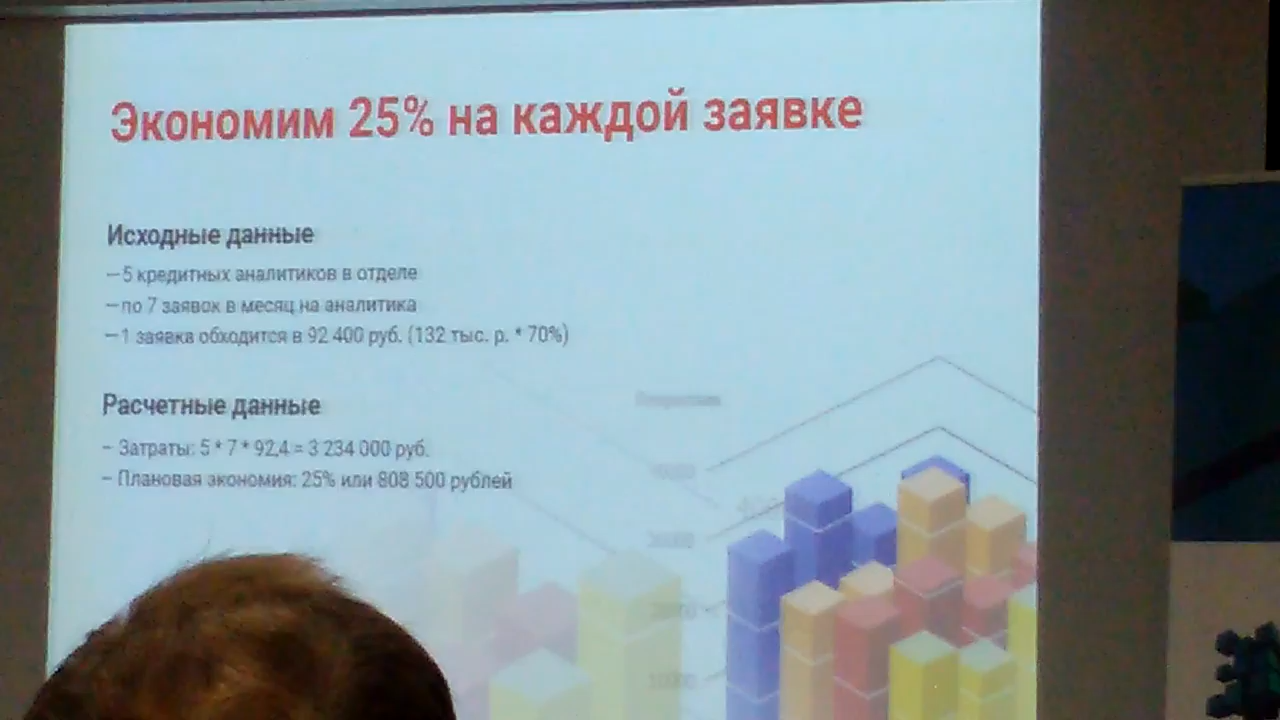 Экономим 25% на каждой заявке
Исходные данные
—5 кредитных аналитиков в отделе
—по 7 заявок в месяц на аналитика
—1 заявка обходится в 92 400 руб. (132 тыс. р. * 70%)
Расчетные данные
– Затраты: 5 * 7 * 92,4 = 3 234 000 руб.
– Плановая экономия: 25% или 808 500 рублей